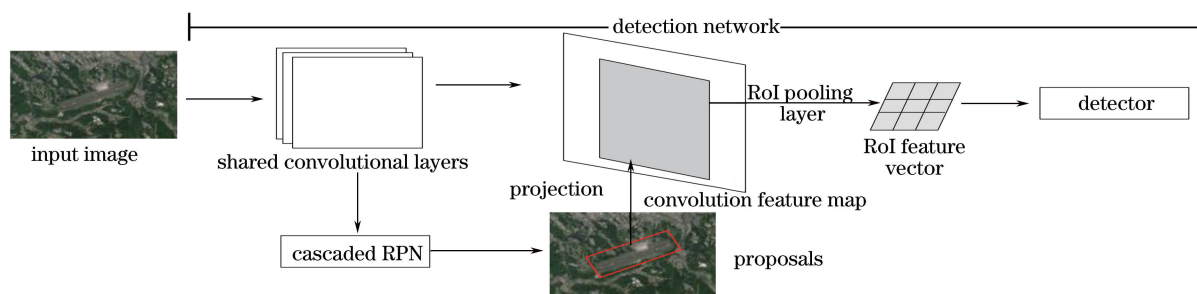 detection network
input image
shared convolutional layers
RoI pooling
layer
RoI feature
vector
detector
projection
convolution feature map
cascaded RPN
proposals